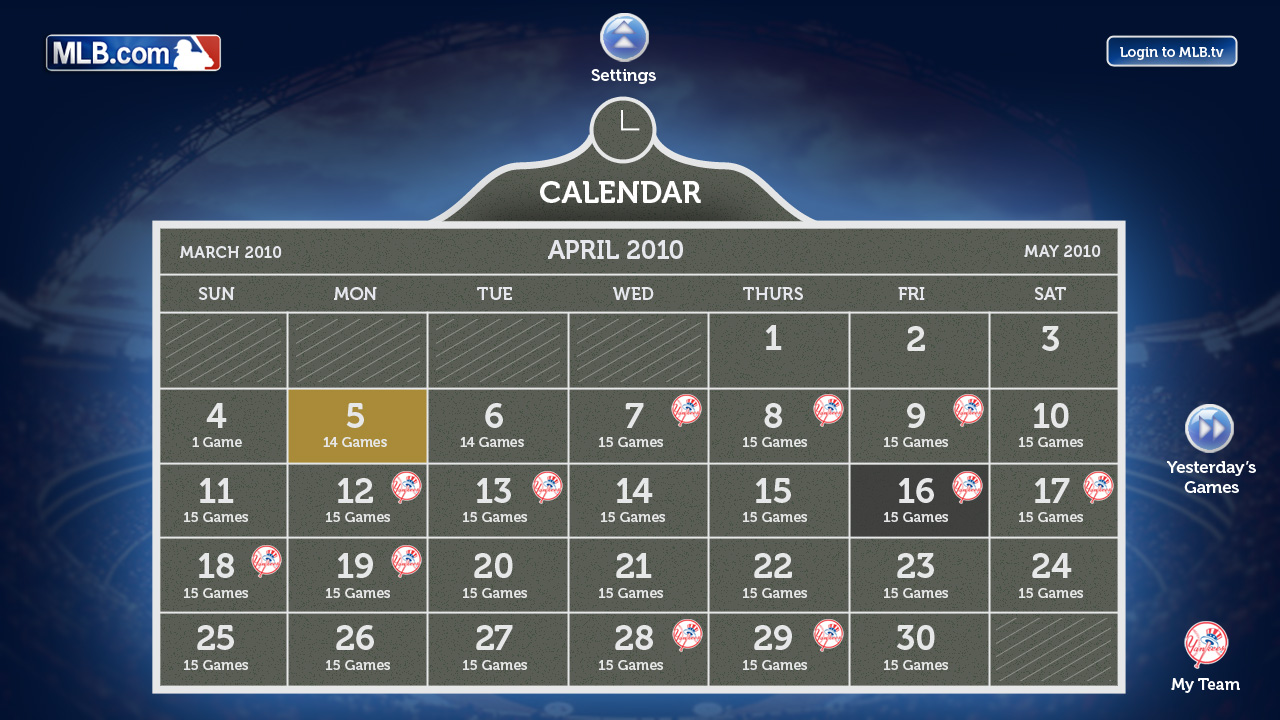 MLB.com
Settings
Login to MLB.tv
CALENDAR
MARCH 2010 APRIL 2010 MAY 2010
SUN MON TUE WED THURS FRI SAT
1 2 3
4 5 6 7 8 9 10
1 Game 14 Games 14 Games 15 Games 15 Games 15 Games 15 Games
11 12 13 14 15 16 17
15 Games 15 Games 15 Games 15 Games 15 Games 15 Games 15 Games
18 19 20 21 22 23 24
15 Games 15 Games 15 Games 15 Games 15 Games 15 Games 15 Games
25 26 27 28 29 30
15 Games 15 Games 15 Games 15 Games 15 Games 15 Games
Yesterday's
Games
Yankees
My Team